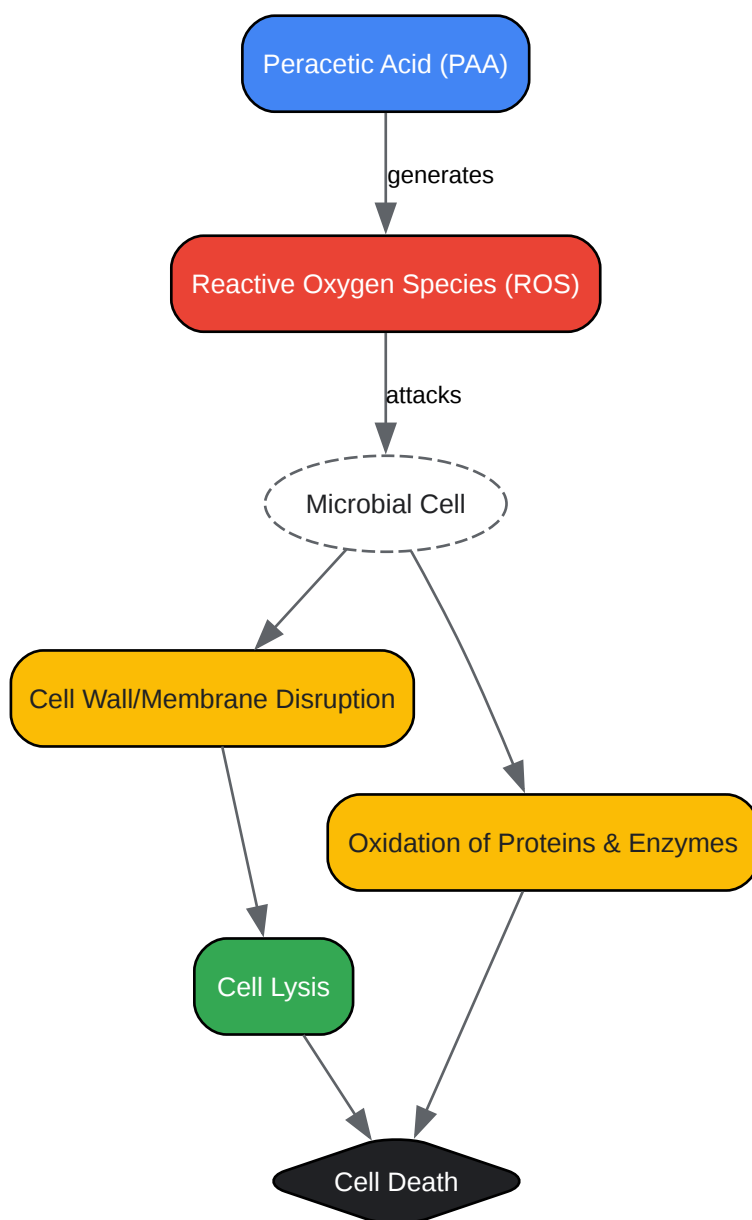 Peracetic Acid (PAA)
generates
Reactive Oxygen Species (ROS)
attacks
Microbial Cell
Cell Wall/Membrane Disruption
Oxidation of Proteins & Enzymes
Cell Lysis
Cell Death